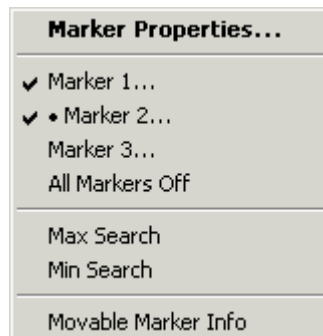 Marker Properties...
✓ Marker 1...
✓ • Marker 2...
Marker 3...
All Markers Off
Max Search
Min Search
Movable Marker Info